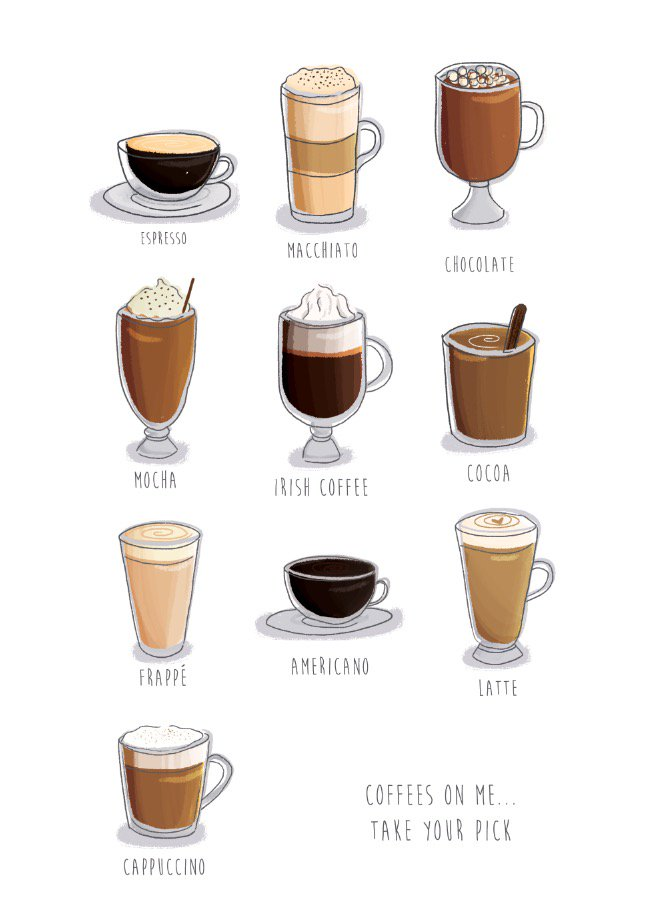 ESPRESSO
MACCHIATO
CHOCOLATE
MOCHA
IRISH COFFEE
COCOA
FRAPPÉ
AMERICANO
LATTE
CAPPUCCINO
COFFEES ON ME...
TAKE YOUR PICK